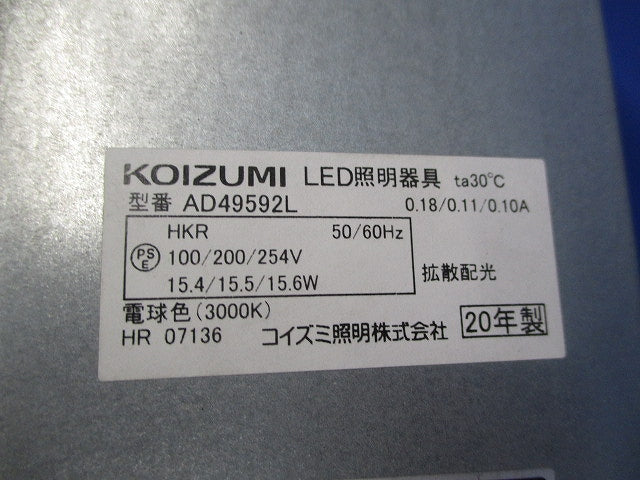 KOIZUMI LED照明器具 ta30℃
型番 AD49592L 0.18/0.11/0.10A
HKR 50/60Hz
PSE 100/200/254V
15.4/15.5/15.6W 拡散配光
電球色(3000K)
HR 07136 コイズミ照明株式会社 20年製